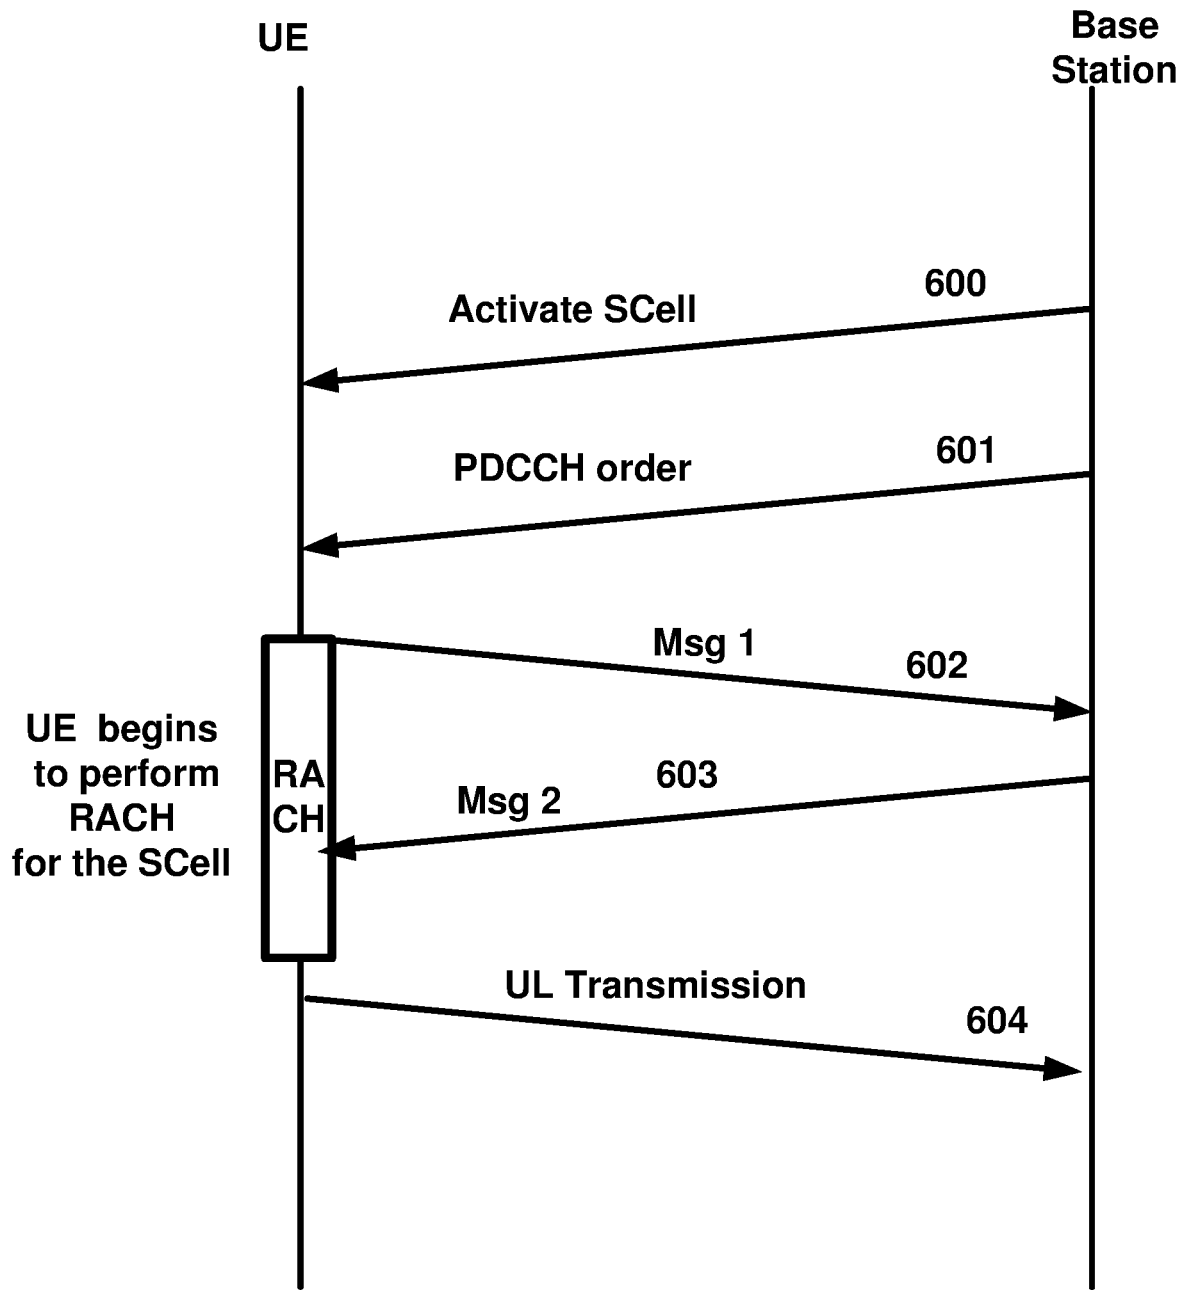 UE
Base
Station
600
Activate SCell
601
PDCCH order
Msg 1
602
UE begins
to perform
RACH
for the SCell
RA
CH
603
Msg 2
UL Transmission
604